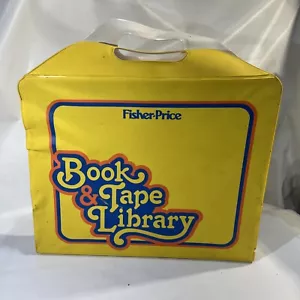 Fisher-Price
Book
& Tape
Library